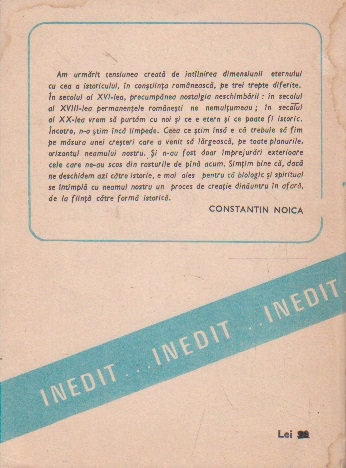 Am urmărit tensiunea creată de întîlnirea dimensiunii eternului
cu cea a istoricului, în conștiința românească, pe trei trepte diferite.
În secolul al XVI-lea, precumpănea nostalgia neschimbării : în secolul
al XVIII-lea permanențele românești ne nemulțumeau ; în secolul
al XX-lea vrem să purtăm cu noi și ce e etern și ce poate fi istoric.
Încotro, n-o știm încă limpede. Ceea ce știm însă e că trebuie să fim
pe măsura unei creșteri care a venit să lărgească, pe toate planurile,
orizontul neamului nostru. Și n-au fost doar împrejurări exterioare
cele care ne-au scos din rosturile de pînă acum. Simțim bine că, dacă
ne deschidem azi către istorie, e mai ales pentru că biologic și spiritual
se întîmplă cu neamul nostru un proces de creație dinăuntru în afară,
de la ființă către formă istorică.
CONSTANTIN NOICA
INEDIT ... INEDIT ... INEDIT
Lei